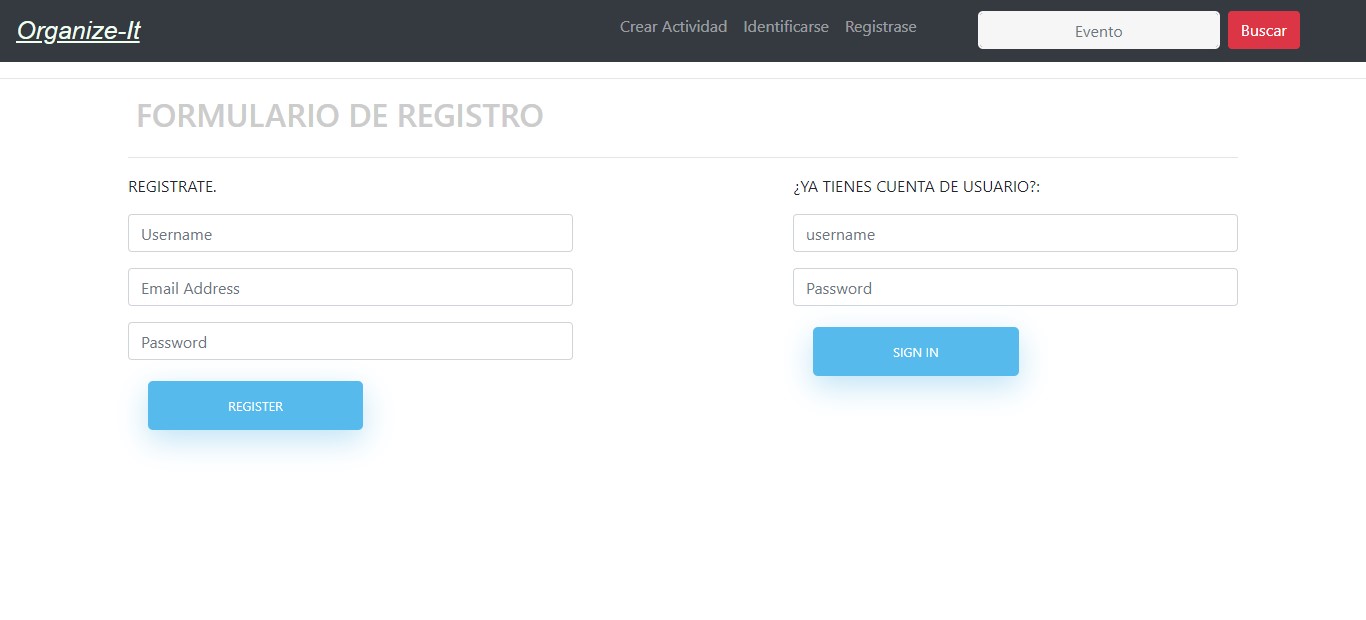 Organize-It
Crear Actividad Identificarse Registrase Evento Buscar
FORMULARIO DE REGISTRO
REGISTRATE.
Username
Email Address
Password
REGISTER
¿YA TIENES CUENTA DE USUARIO?:
username
Password
SIGN IN